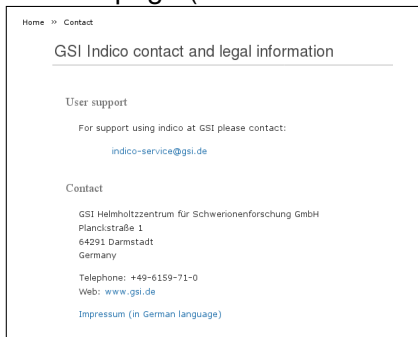 Home » Contact
GSI Indico contact and legal information
User support
For support using indico at GSI please contact:
indico-service@gsi.de
Contact
GSI Helmholtzzentrum für Schwerionenforschung GmbH
Planckstraße 1
64291 Darmstadt
Germany
Telephone: +49-6159-71-0
Web: www.gsi.de
Impressum (in German language)